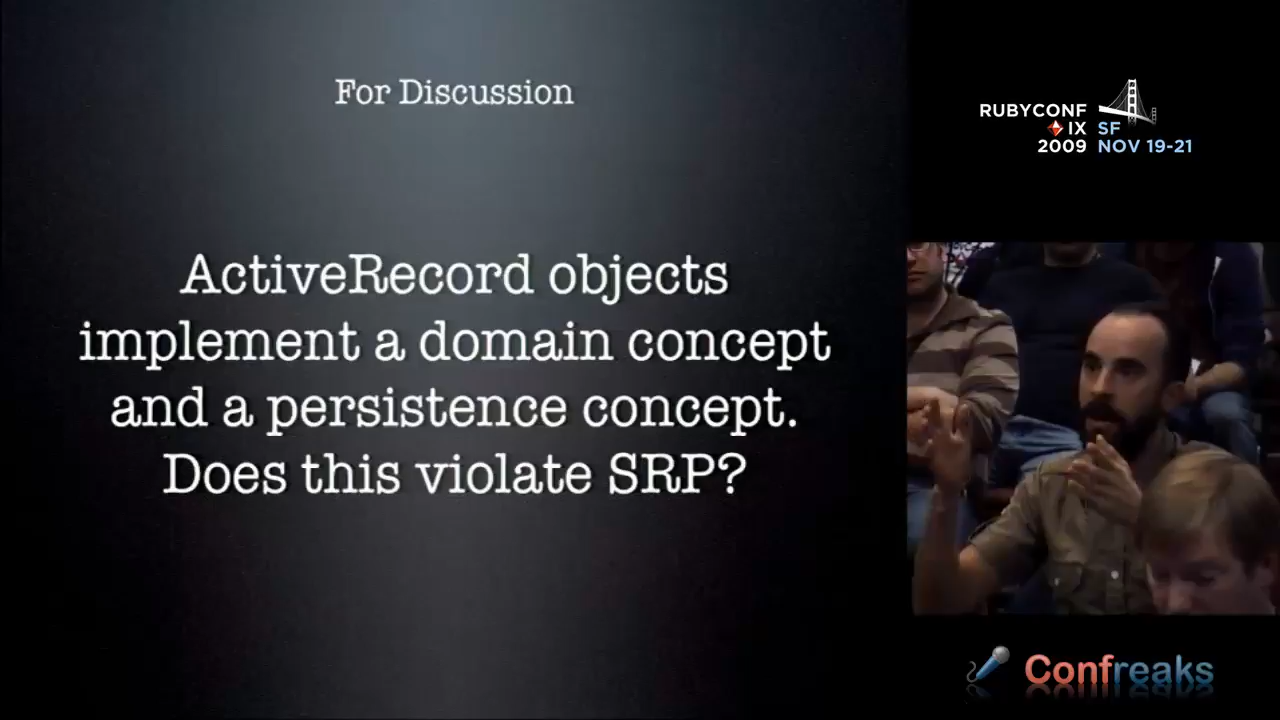 For Discussion
ActiveRecord objects
implement a domain concept
and a persistence concept.
Does this violate SRP?
RUBYCONF
IX SF
2009 NOV 19-21
Confreaks